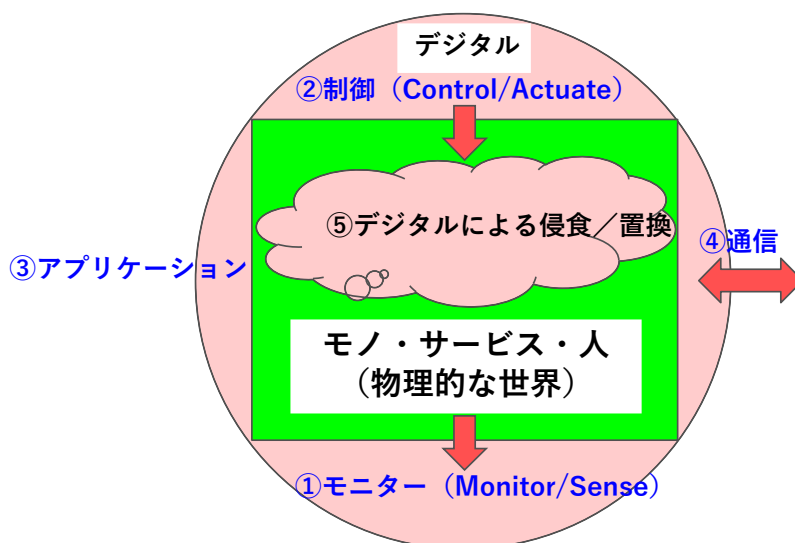 デジタル
②制御（Control/Actuate）
⑤デジタルによる侵食／置換
④通信
③アプリケーション
モノ・サービス・人
（物理的な世界）
①モニター（Monitor/Sense）